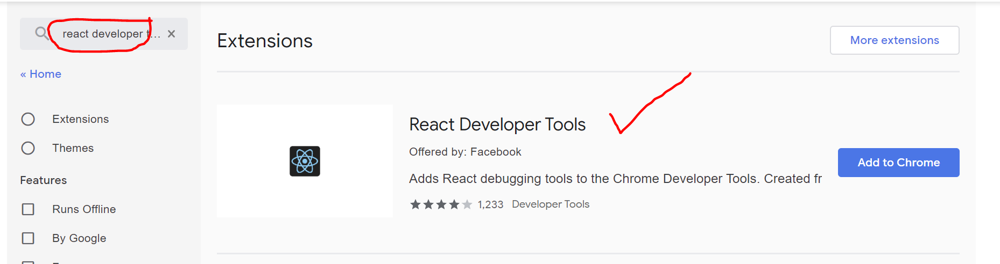 react developer t...
« Home
Extensions
Themes
Features
Runs Offline
By Google
Extensions
More extensions
React Developer Tools
Offered by: Facebook
Adds React debugging tools to the Chrome Developer Tools. Created fr
1,233 Developer Tools
Add to Chrome